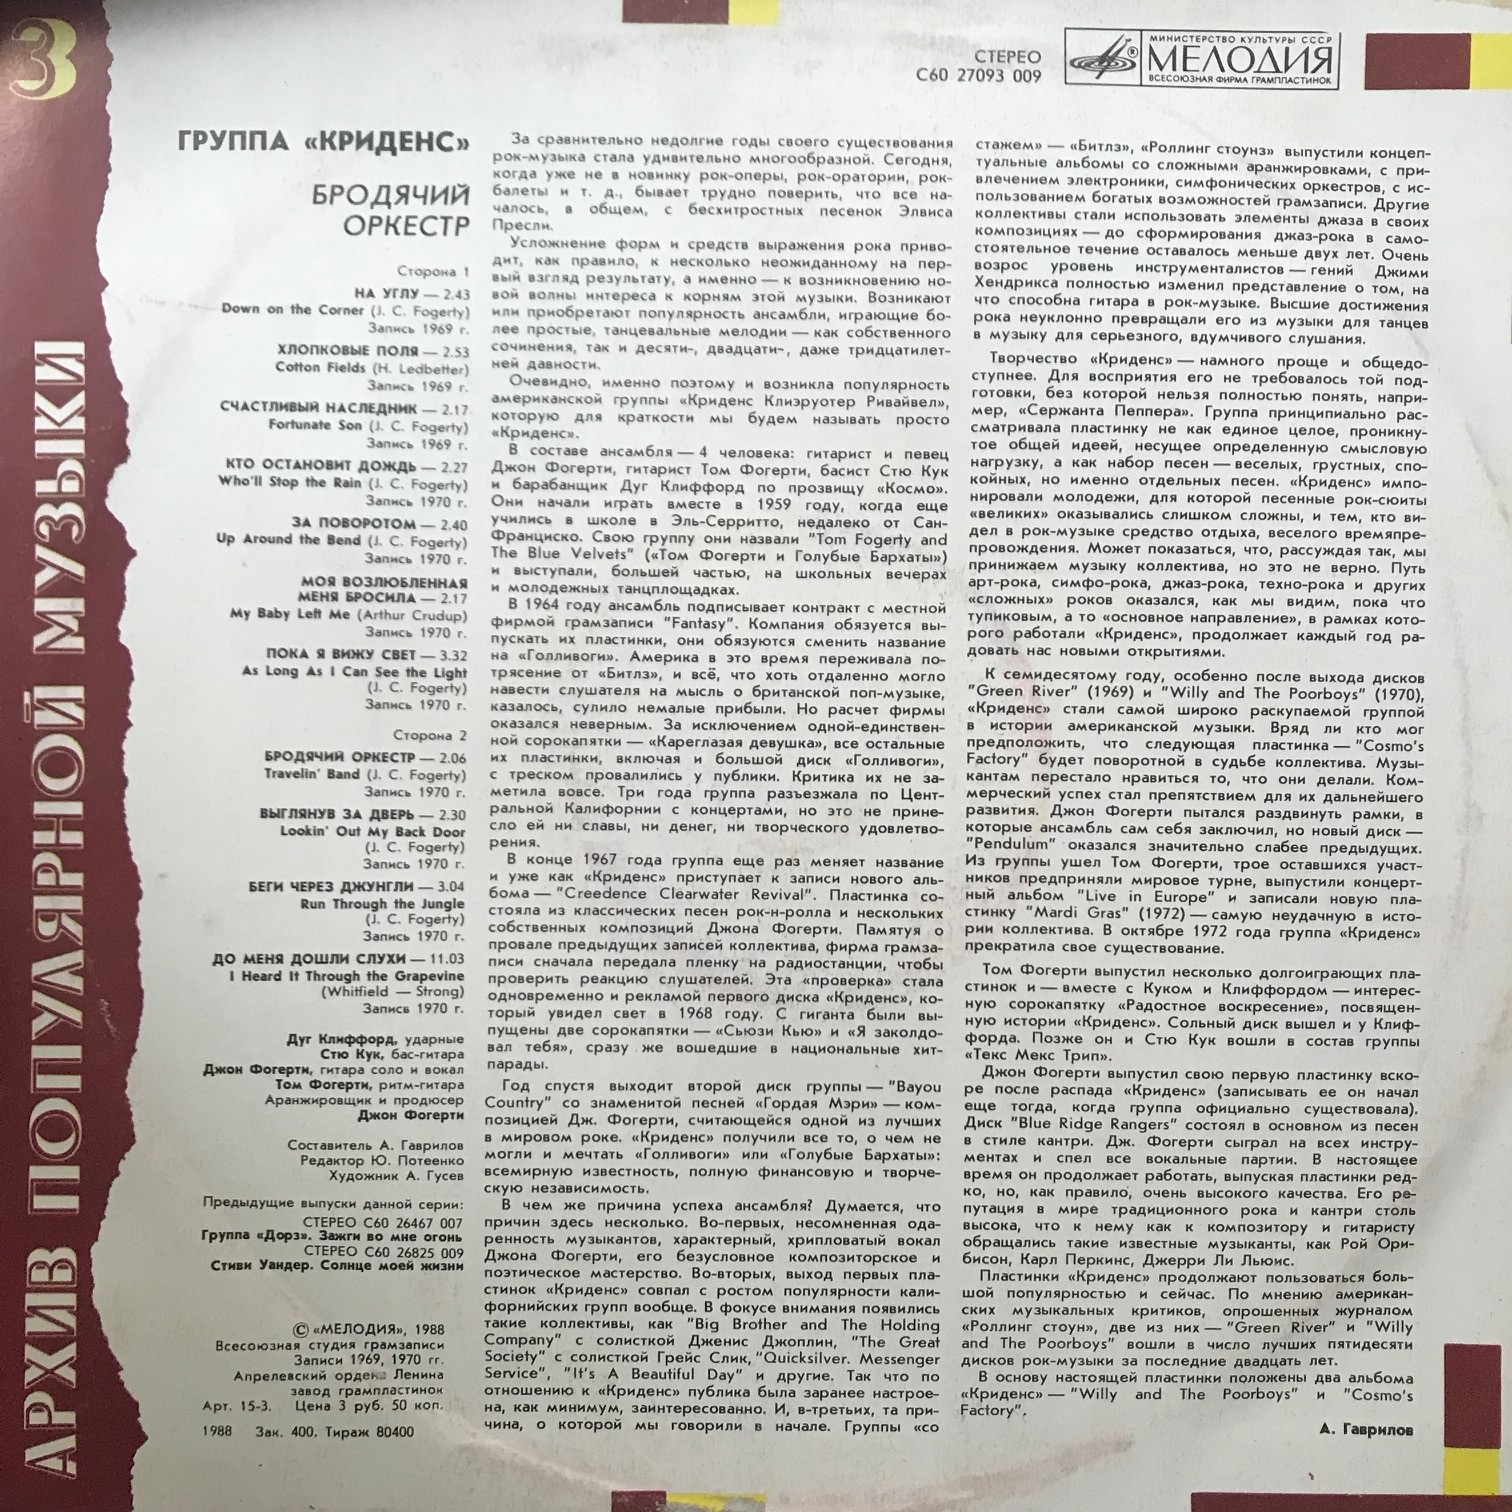 3
АРХИВ ПОПУЛЯРНОЙ МУЗЫКИ
СТЕРЕО
С60 27093 009
МИНИСТЕРСТВО КУЛЬТУРЫ СССР
МЕЛОДИЯ
ВСЕСОЮЗНАЯ ФИРМА ГРАМПЛАСТИНОК
ГРУППА «КРИДЕНС»
БРОДЯЧИЙ
ОРКЕСТР
Сторона 1
НА УГЛУ — 2.43
Down on the Corner (J. C. Fogerty)
Запись 1969 г.
ХЛОПКОВЫЕ ПОЛЯ — 2.53
Cotton Fields (H. Ledbetter)
Запись 1969 г.
СЧАСТЛИВЫЙ НАСЛЕДНИК — 2.17
Fortunate Son (J. C. Fogerty)
Запись 1969 г.
КТО ОСТАНОВИТ ДОЖДЬ — 2.27
Who'll Stop the Rain (J. C. Fogerty)
Запись 1970 г.
ЗА ПОВОРОТОМ — 2.40
Up Around the Bend (J. C. Fogerty)
Запись 1970 г.
МОЯ ВОЗЛЮБЛЕННАЯ
МЕНЯ БРОСИЛА — 2.17
My Baby Left Me (Arthur Crudup)
Запись 1970 г.
ПОКА Я ВИЖУ СВЕТ — 3.32
As Long As I Can See the Light
(J. C. Fogerty)
Запись 1970 г.
Сторона 2
БРОДЯЧИЙ ОРКЕСТР — 2.06
Travelin' Band (J. C. Fogerty)
Запись 1970 г.
ВЫГЛЯНУВ ЗА ДВЕРЬ — 2.30
Lookin' Out My Back Door
(J. C. Fogerty)
Запись 1970 г.
БЕГИ ЧЕРЕЗ ДЖУНГЛИ — 3.04
Run Through the Jungle
(J. C. Fogerty)
Запись 1970 г.
ДО МЕНЯ ДОШЛИ СЛУХИ — 11.03
I Heard It Through the Grapevine
(Whitfield — Strong)
Запись 1970 г.
Дуг Клиффорд, ударные
Стю Кук, бас-гитара
Джон Фогерти, гитара соло и вокал
Том Фогерти, ритм-гитара
Аранжировщик и продюсер
Джон Фогерти
Составитель А. Гаврилов
Редактор Ю. Потеенко
Художник А. Гусев
Предыдущие выпуски данной серии:
СТЕРЕО С60 26467 007
Группа «Дорз». Зажги во мне огонь
СТЕРЕО С60 26825 009
Стиви Уандер. Солнце моей жизни
© «МЕЛОДИЯ», 1988
Всесоюзная студия грамзаписи
Записи 1969, 1970 гг.
Апрелевский ордена Ленина
завод грампластинок
Арт. 15-3. Цена 3 руб. 50 коп.
1988 Зак. 400. Тираж 80400
За сравнительно недолгие годы своего существования
рок-музыка стала удивительно многообразной. Сегодня,
когда уже не в новинку рок-оперы, рок-оратории, рок-
балеты и т. д., бывает трудно поверить, что все на-
чалось, в общем, с бесхитростных песенок Элвиса
Пресли.
Усложнение форм и средств выражения рока приво-
дит, как правило, к несколько неожиданному на пер-
вый взгляд результату, а именно — к возникновению но-
вой волны интереса к корням этой музыки. Возникают
или приобретают популярность ансамбли, играющие бо-
лее простые, танцевальные мелодии — как собственного
сочинения, так и десяти-, двадцати-, даже тридцатилет-
ней давности.
Очевидно, именно поэтому и возникла популярность
американской группы «Криденс Клиэруотер Ривайвел»,
которую для краткости мы будем называть просто
«Криденс».
В составе ансамбля — 4 человека: гитарист и певец
Джон Фогерти, гитарист Том Фогерти, басист Стю Кук
и барабанщик Дуг Клиффорд по прозвищу «Космо».
Они начали играть вместе в 1959 году, когда еще
учились в школе в Эль-Серритто, недалеко от Сан-
Франциско. Свою группу они назвали "Tom Fogerty and
The Blue Velvets" («Том Фогерти и Голубые Бархаты»)
и выступали, большей частью, на школьных вечерах
и молодежных танцплощадках.
В 1964 году ансамбль подписывает контракт с местной
фирмой грамзаписи "Fantasy". Компания обязуется вы-
пускать их пластинки, они обязуются сменить название
на «Голливоги». Америка в это время переживала по-
трясение от «Битлз», и всё, что хоть отдаленно могло
навести слушателя на мысль о британской поп-музыке,
казалось, сулило немалые прибыли. Но расчет фирмы
оказался неверным. За исключением одной-единствен-
ной сорокапятки — «Кареглазая девушка», все остальные
их пластинки, включая и большой диск «Голливоги»,
с треском провалились у публики. Критика их не за-
метила вовсе. Три года группа разъезжала по Цент-
ральной Калифорнии с концертами, но это не принес-
сло ей ни славы, ни денег, ни творческого удовлетво-
рения.
В конце 1967 года группа еще раз меняет название
и уже как «Криденс» приступает к записи нового аль-
бома — "Creedence Clearwater Revival". Пластинка со-
стояла из классических песен рок-н-ролла и нескольких
собственных композиций Джона Фогерти. Памятуя о
провале предыдущих записей коллектива, фирма грамза-
писи сначала передала пленку на радиостанции, чтобы
проверить реакцию слушателей. Эта «проверка» стала
одновременно и рекламой первого диска «Криденс», ко-
торый увидел свет в 1968 году. С гиганта были вы-
пущены две сорокапятки — «Сьюзи Кью» и «Я заколдо-
вал тебя», сразу же вошедшие в национальные хит-
парады.
Год спустя выходит второй диск группы — "Bayou
Country" со знаменитой песней «Гордая Мэри» — ком-
позицией Дж. Фогерти, считающейся одной из лучших
в мировом роке. «Криденс» получили все то, о чем не
могли и мечтать «Голливоги» или «Голубые Бархаты»:
всемирную известность, полную финансовую и творче-
скую независимость.
В чем же причина успеха ансамбля? Думается, что
причин здесь несколько. Во-первых, несомненная ода-
ренность музыкантов, характерный, хрипловатый вокал
Джона Фогерти, его безусловное композиторское и
поэтическое мастерство. Во-вторых, выход первых пла-
стинок «Криденс» совпал с ростом популярности кали-
форнийских групп вообще. В фокусе внимания появились
такие коллективы, как "Big Brother and The Holding
Company" с солисткой Дженис Джоплин, "The Great
Society" с солисткой Грейс Слик, "Quicksilver. Messenger
Service", "It's A Beautiful Day" и другие. Так что по
отношению к «Криденс» публика была заранее настрое-
на, как минимум, заинтересованно. И, в-третьих, та при-
чина, о которой мы говорили в начале. Группы «со
стажем» — «Битлз», «Роллинг стоунз» выпустили концеп-
туальные альбомы со сложными аранжировками, с при-
влечением электроники, симфонических оркестров, с ис-
пользованием богатых возможностей грамзаписи. Другие
коллективы стали использовать элементы джаза в своих
композициях — до сформирования джаз-рока в само-
стоятельное течение оставалось меньше двух лет. Очень
возрос уровень инструменталистов — гений Джими
Хендрикса полностью изменил представление о том, на
что способна гитара в рок-музыке. Высшие достижения
рока неуклонно превращали его из музыки для танцев
в музыку для серьезного, вдумчивого слушания.
Творчество «Криденс» — намного проще и общедо-
ступнее. Для восприятия его не требовалось той под-
готовки, без которой нельзя полностью понять, напри-
мер, «Сержанта Пеппера». Группа принципиально рас-
сматривала пластинку не как единое целое, проникну-
тое общей идеей, несущее определенную смысловую
нагрузку, а как набор песен — веселых, грустных, спо-
койных, но именно отдельных песен. «Криденс» импо-
нировали молодежи, для которой песенные рок-сюиты
«великих» оказывались слишком сложны, и тем, кто ви-
дел в рок-музыке средство отдыха, веселого времяпре-
провождения. Может показаться, что, рассуждая так, мы
принижаем музыку коллектива, но это не верно. Путь
арт-рока, симфо-рока, джаз-рока, техно-рока и других
«сложных» роков оказался, как мы видим, пока что
тупиковым, а то «основное направление», в рамках кото-
рого работали «Криденс», продолжает каждый год ра-
довать нас новыми открытиями.
К семидесятому году, особенно после выхода дисков
"Green River" (1969) и "Willy and The Poorboys" (1970),
«Криденс» стали самой широко раскупаемой группой
в истории американской музыки. Вряд ли кто мог
предположить, что следующая пластинка — "Cosmo's
Factory" будет поворотной в судьбе коллектива. Музы-
кантам перестало нравиться то, что они делали. Ком-
мерческий успех стал препятствием для их дальнейшего
развития. Джон Фогерти пытался раздвинуть рамки, в
которые ансамбль сам себя заключил, но новый диск —
"Pendulum" оказался значительно слабее предыдущих.
Из группы ушел Том Фогерти, трое оставшихся участ-
ников предприняли мировое турне, выпустили концерт-
ный альбом "Live in Europe" и записали новую пла-
стинку "Mardi Gras" (1972) — самую неудачную в исто-
рии коллектива. В октябре 1972 года группа «Криденс»
прекратила свое существование.
Том Фогерти выпустил несколько долгоиграющих пла-
стинок и — вместе с Куком и Клиффордом — интерес-
ную сорокапятку «Радостное воскресение», посвящен-
ную истории «Криденс». Сольный диск вышел и у Клиф-
форда. Позже он и Стю Кук вошли в состав группы
«Текс Мекс Трип».
Джон Фогерти выпустил свою первую пластинку вско-
ре после распада «Криденс» (записывать ее он начал
еще тогда, когда группа официально существовала).
Диск "Blue Ridge Rangers" состоял в основном из песен
в стиле кантри. Дж. Фогерти сыграл на всех инстру-
ментах и спел все вокальные партии. В настоящее
время он продолжает работать, выпуская пластинки ред-
ко, но, как правило, очень высокого качества. Его ре-
путация в мире традиционного рока и кантри столь
высока, что к нему как к композитору и гитаристу
обращались такие известные музыканты, как Рой Ори-
бисон, Карл Перкинс, Джерри Ли Льюис.
Пластинки «Криденс» продолжают пользоваться боль-
шой популярностью и сейчас. По мнению американ-
ских музыкальных критиков, опрошенных журналом
«Роллинг стоун», две из них — "Green River" и "Willy
and The Poorboys" вошли в число лучших пятидесяти
дисков рок-музыки за последние двадцать лет.
В основу настоящей пластинки положены два альбома
«Криденс» — "Willy and The Poorboys" и "Cosmo's
Factory".
А. Гаврилов